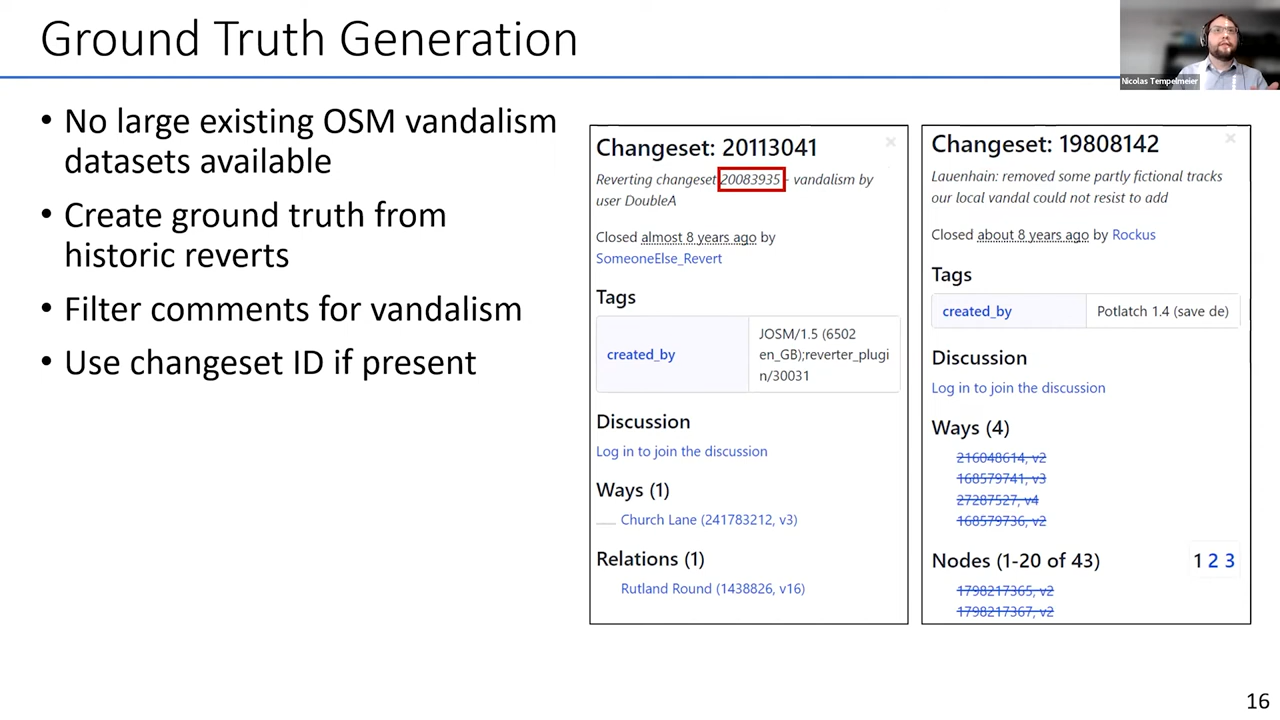 Ground Truth Generation
Nicolas Tempelmeier
• No large existing OSM vandalism
datasets available
• Create ground truth from
historic reverts
• Filter comments for vandalism
• Use changeset ID if present
Changeset: 20113041
Reverting changeset 20083935 - vandalism by
user DoubleA
Closed almost 8 years ago by
SomeoneElse_Revert
Tags
created_by
JOSM/1.5 (6502
en_GB);reverter_plugi
n/30031
Discussion
Log in to join the discussion
Ways (1)
Church Lane (241783212, v3)
Relations (1)
Rutland Round (1438826, v16)
Changeset: 19808142
Lauenhain: removed some partly fictional tracks
our local vandal could not resist to add
Closed about 8 years ago by Rockus
Tags
created_by Potlatch 1.4 (save de)
Discussion
Log in to join the discussion
Ways (4)
216048614, v2
168579741, v3
27287527, v4
168579736, v2
Nodes (1-20 of 43) 1 2 3
1798217365, v2
1798217367, v2
16